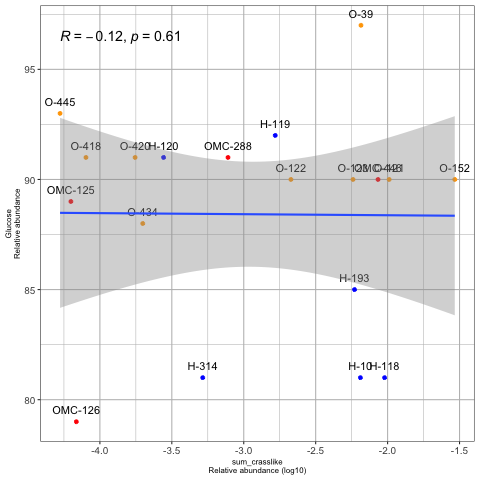 O-39
R = −0.12, p = 0.61
95
O-445
H-119
O-418
O-420
H-120
OMC-288
O-122
O-152
90
OMC-125
O-434
H-193
85
H-314
H-10
H-118
80
OMC-126
-4.0 -3.5 -3.0 -2.5 -2.0 -1.5
Glucose
Relative abundance
sum_crasslike
Relative abundance (log10)